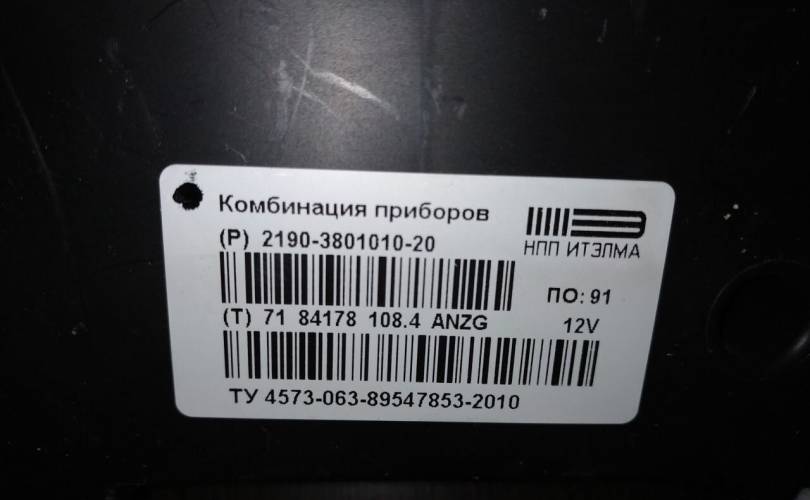 Комбинация приборов
(P) 2190-3801010-20
НПП ИТЭЛМА
ПО: 91
(T) 71 84178 108.4 ANZG
12V
ТУ 4573-063-89547853-2010